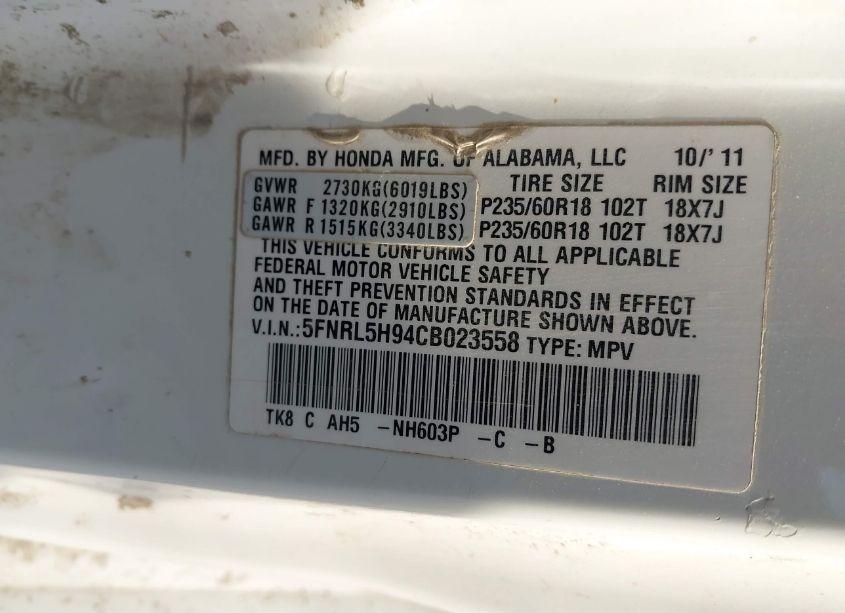 MFD. BY HONDA MFG. OF ALABAMA, LLC 10/' 11
GVWR 2730KG(6019LBS) TIRE SIZE RIM SIZE
GAWR F 1320KG(2910LBS) P235/60R18 102T 18X7J
GAWR R 1515KG(3340LBS) P235/60R18 102T 18X7J
THIS VEHICLE CONFORMS TO ALL APPLICABLE
FEDERAL MOTOR VEHICLE SAFETY
AND THEFT PREVENTION STANDARDS IN EFFECT
ON THE DATE OF MANUFACTURE SHOWN ABOVE.
V.I.N.:5FNRL5H94CB023558 TYPE: MPV
TK8 C AH5 -NH603P -C -B